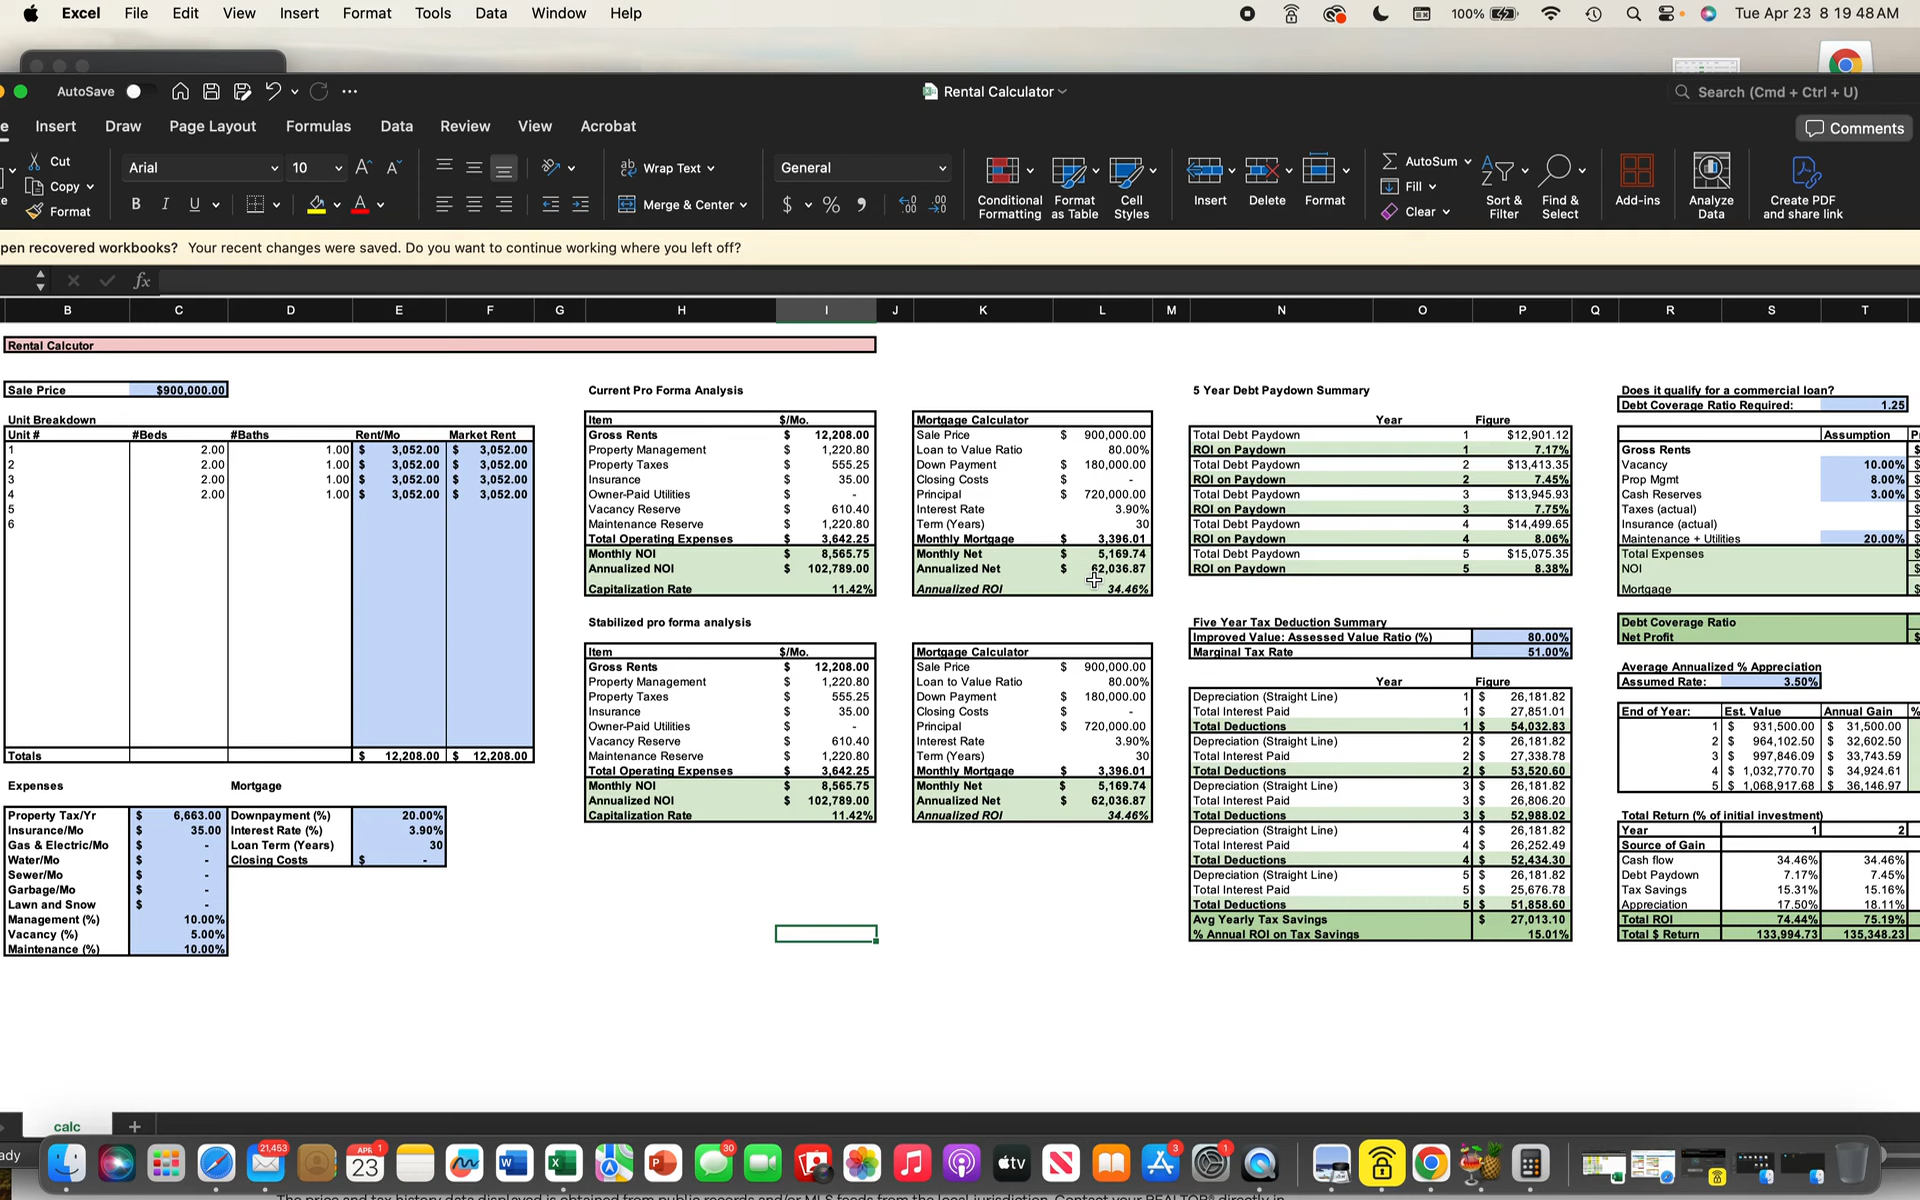 Excel File Edit View Insert Format Tools Data Window Help 100% Tue Apr 23 8 19 48 AM
AutoSave Rental Calculator Search (Cmd + Ctrl + U)
Insert Draw Page Layout Formulas Data Review View Acrobat Comments
Cut Arial 10 Wrap Text General AutoSum
Copy Fill
Format B I U Merge & Center $ % Conditional Formatting Format as Table Cell Styles Insert Delete Format Clear Sort & Filter Find & Select Add-ins Analyze Data Create PDF and share link
pen recovered workbooks? Your recent changes were saved. Do you want to continue working where you left off?
fx
B C D E F G H I J K L M N O P Q R S T
Rental Calcutor
Sale Price $900,000.00
Unit Breakdown
Unit # #Beds #Baths Rent/Mo Market Rent
1 2.00 1.00 $ 3,052.00 $ 3,052.00
2 2.00 1.00 $ 3,052.00 $ 3,052.00
3 2.00 1.00 $ 3,052.00 $ 3,052.00
4 2.00 1.00 $ 3,052.00 $ 3,052.00
5
6
Totals $ 12,208.00 $ 12,208.00
Expenses Mortgage
Property Tax/Yr $ 6,663.00 Downpayment (%) 20.00%
Insurance/Mo $ 35.00 Interest Rate (%) 3.90%
Gas & Electric/Mo $ - Loan Term (Years) 30
Water/Mo $ - Closing Costs $ -
Sewer/Mo $ -
Garbage/Mo $ -
Lawn and Snow $ -
Management (%) 10.00%
Vacancy (%) 5.00%
Maintenance (%) 10.00%
Current Pro Forma Analysis
Item $/Mo.
Gross Rents $ 12,208.00
Property Management $ 1,220.80
Property Taxes $ 555.25
Insurance $ 35.00
Owner-Paid Utilities $ -
Vacancy Reserve $ 610.40
Maintenance Reserve $ 1,220.80
Total Operating Expenses $ 3,642.25
Monthly NOI $ 8,565.75
Annualized NOI $ 102,789.00
Capitalization Rate 11.42%
Stabilized pro forma analysis
Item $/Mo.
Gross Rents $ 12,208.00
Property Management $ 1,220.80
Property Taxes $ 555.25
Insurance $ 35.00
Owner-Paid Utilities $ -
Vacancy Reserve $ 610.40
Maintenance Reserve $ 1,220.80
Total Operating Expenses $ 3,642.25
Monthly NOI $ 8,565.75
Annualized NOI $ 102,789.00
Capitalization Rate 11.42%
Mortgage Calculator
Sale Price $ 900,000.00
Loan to Value Ratio 80.00%
Down Payment $ 180,000.00
Closing Costs $ -
Principal $ 720,000.00
Interest Rate 3.90%
Term (Years) 30
Monthly Mortgage $ 3,396.01
Monthly Net $ 5,169.74
Annualized Net $ 62,036.87
Annualized ROI 34.46%
Mortgage Calculator
Sale Price $ 900,000.00
Loan to Value Ratio 80.00%
Down Payment $ 180,000.00
Closing Costs $ -
Principal $ 720,000.00
Interest Rate 3.90%
Term (Years) 30
Monthly Mortgage $ 3,396.01
Monthly Net $ 5,169.74
Annualized Net $ 62,036.87
Annualized ROI 34.46%
5 Year Debt Paydown Summary
Year Figure
Total Debt Paydown 1 $12,901.12
ROI on Paydown 1 7.17%
Total Debt Paydown 2 $13,413.35
ROI on Paydown 2 7.45%
Total Debt Paydown 3 $13,945.93
ROI on Paydown 3 7.75%
Total Debt Paydown 4 $14,499.65
ROI on Paydown 4 8.06%
Total Debt Paydown 5 $15,075.35
ROI on Paydown 5 8.38%
Five Year Tax Deduction Summary
Improved Value: Assessed Value Ratio (%) 80.00%
Marginal Tax Rate 51.00%
Year Figure
Depreciation (Straight Line) 1 $ 26,181.82
Total Interest Paid 1 $ 27,851.01
Total Deductions 1 $ 54,032.83
Depreciation (Straight Line) 2 $ 26,181.82
Total Interest Paid 2 $ 27,338.78
Total Deductions 2 $ 53,520.60
Depreciation (Straight Line) 3 $ 26,181.82
Total Interest Paid 3 $ 26,806.20
Total Deductions 3 $ 52,988.02
Depreciation (Straight Line) 4 $ 26,181.82
Total Interest Paid 4 $ 26,252.49
Total Deductions 4 $ 52,434.30
Depreciation (Straight Line) 5 $ 26,181.82
Total Interest Paid 5 $ 25,676.78
Total Deductions 5 $ 51,858.60
Avg Yearly Tax Savings $ 27,013.10
% Annual ROI on Tax Savings 15.01%
Does it qualify for a commercial loan?
Debt Coverage Ratio Required: 1.25
Assumption P
Gross Rents $
Vacancy 10.00% $
Prop Mgmt 8.00% $
Cash Reserves 3.00% $
Taxes (actual) $
Insurance (actual) $
Maintenance + Utilities 20.00% $
Total Expenses $
NOI $
Mortgage $
Debt Coverage Ratio
Net Profit $
Average Annualized % Appreciation
Assumed Rate: 3.50%
End of Year: Est. Value Annual Gain %
1 $ 931,500.00 $ 31,500.00
2 $ 964,102.50 $ 32,602.50
3 $ 997,846.09 $ 33,743.59
4 $ 1,032,770.70 $ 34,924.61
5 $ 1,068,917.68 $ 36,146.97
Total Return (% of initial investment)
Year 1 2
Source of Gain
Cash flow 34.46% 34.46%
Debt Paydown 7.17% 7.45%
Tax Savings 15.31% 15.16%
Appreciation 17.50% 18.11%
Total ROI 74.44% 75.19%
Total $ Return 133,994.73 135,348.23
calc +
ady
21,453 APR 23 1 30 tv 3 1